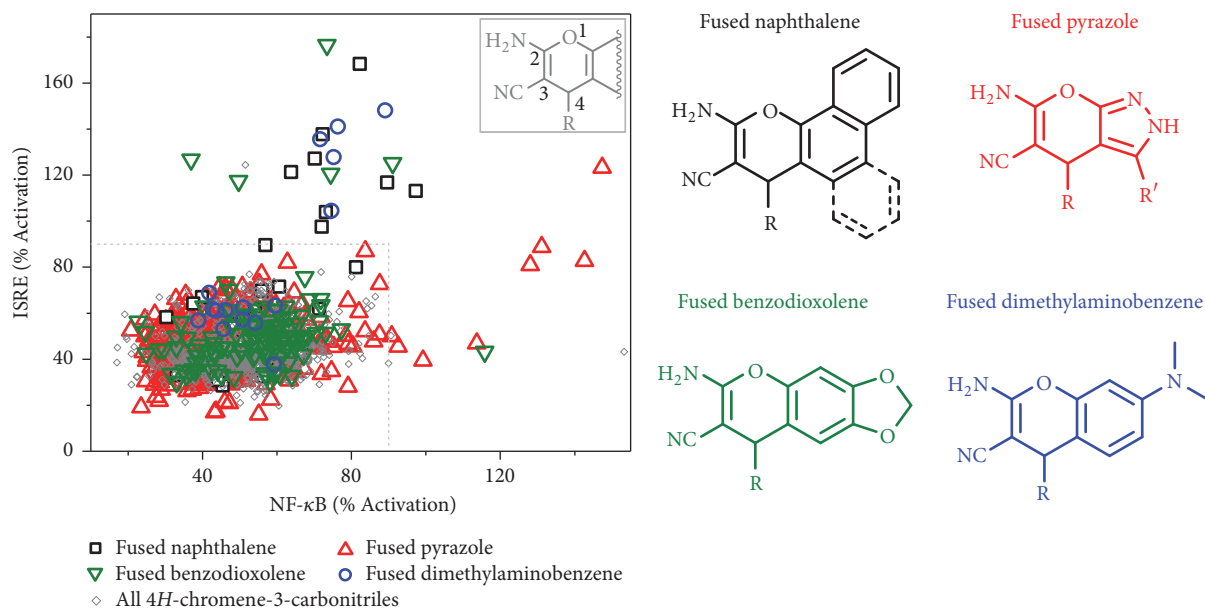 ISRE (% Activation)
160
120
80
40
0
40
80
120
NF-κB (% Activation)
H₂N
O
1
2
3
4
NC
R
Fused naphthalene
Fused pyrazole
Fused benzodioxolene
Fused dimethylaminobenzene
All 4H-chromene-3-carbonitriles
Fused naphthalene
H₂N
O
NC
R
Fused pyrazole
H₂N
O
N
NH
NC
R
R′
Fused benzodioxolene
H₂N
O
O
O
NC
R
Fused dimethylaminobenzene
H₂N
O
N
NC
R